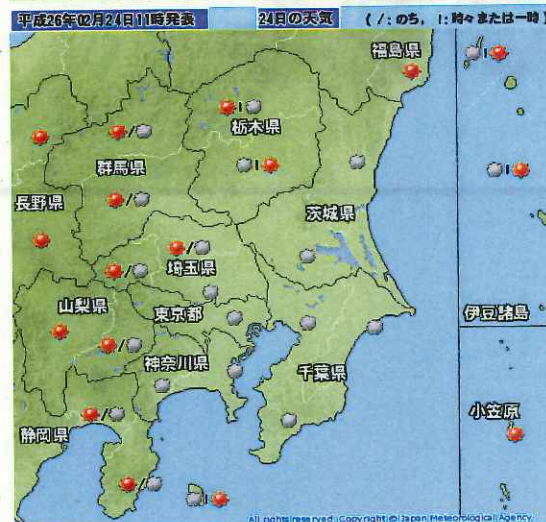 平成26年02月24日11時発表 24日の天気 ( / : のち, | : 時々または一時 )
福島県
栃木県
群馬県
長野県
茨城県
埼玉県
山梨県
東京都
伊豆諸島
神奈川県
千葉県
小笠原
静岡県
All rights reserved. Copyright © Japan Meteorological Agency